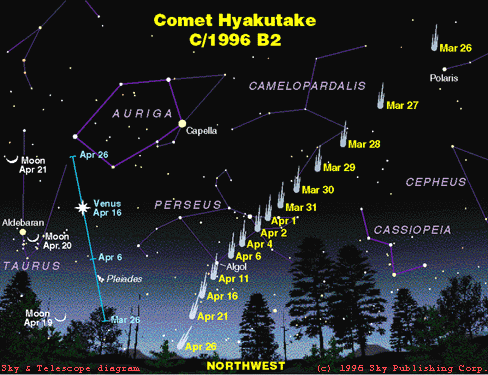 Comet Hyakutake
C/1996 B2
Mar 26
Polaris
CAMELOPARDALIS
Mar 27
AURIGA
Capella
Mar 28
Moon
Apr 21
Apr 26
Mar 29
CEPHEUS
Mar 30
Venus
Apr 16
PERSEUS
Mar 31
Apr 1
Aldebaran
Apr 2
CASSIOPEIA
Moon
Apr 20
Apr 4
Apr 6
Apr 6
TAURUS
Algol
Pleiades
Apr 11
Apr 16
Moon
Apr 19
Mar 26
Apr 21
Apr 26
NORTHWEST
Sky & Telescope diagram
(c) 1996 Sky Publishing Corp.